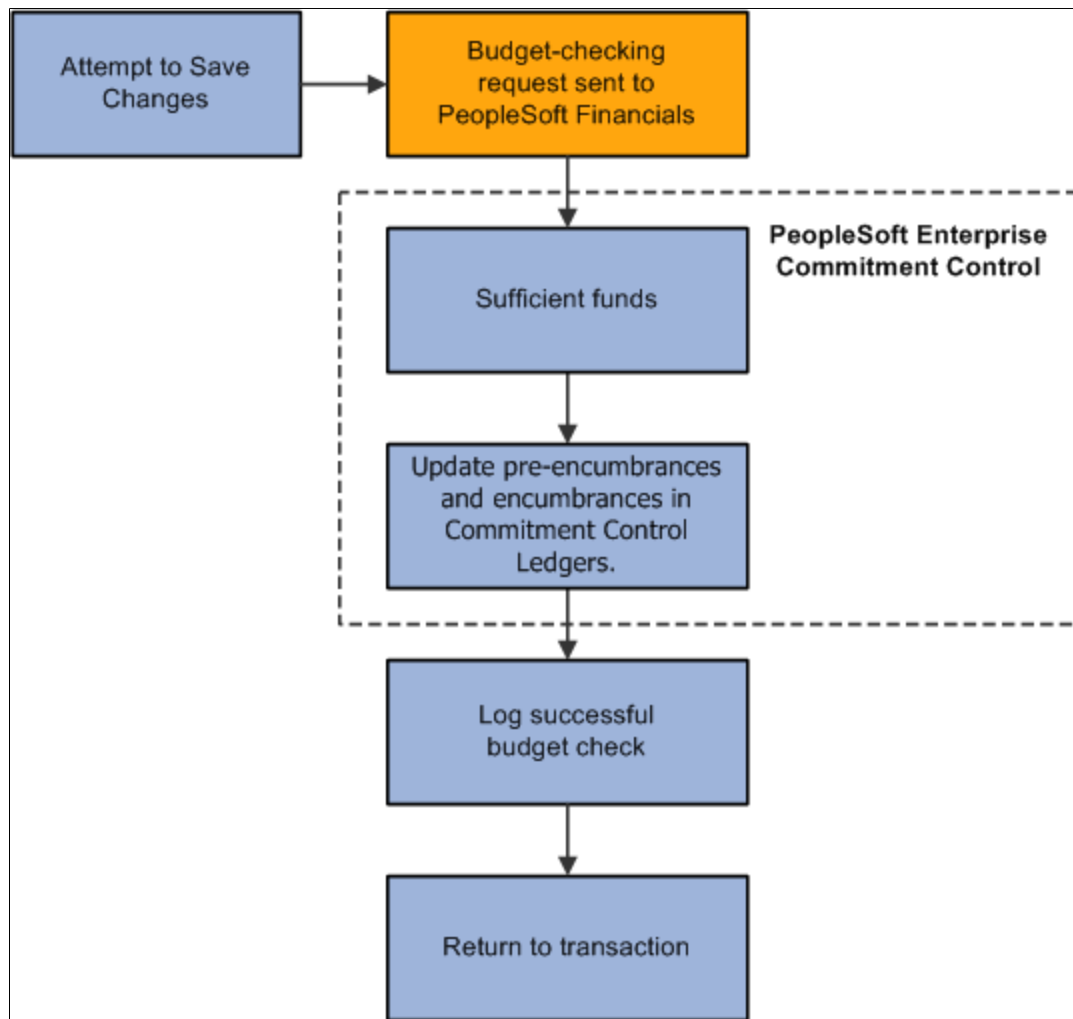 Attempt to Save
Changes
Budget-checking
request sent to
PeopleSoft Financials
PeopleSoft Enterprise
Commitment Control
Sufficient funds
Update pre-encumbrances
and encumbrances in
Commitment Control
Ledgers.
Log successful
budget check
Return to transaction